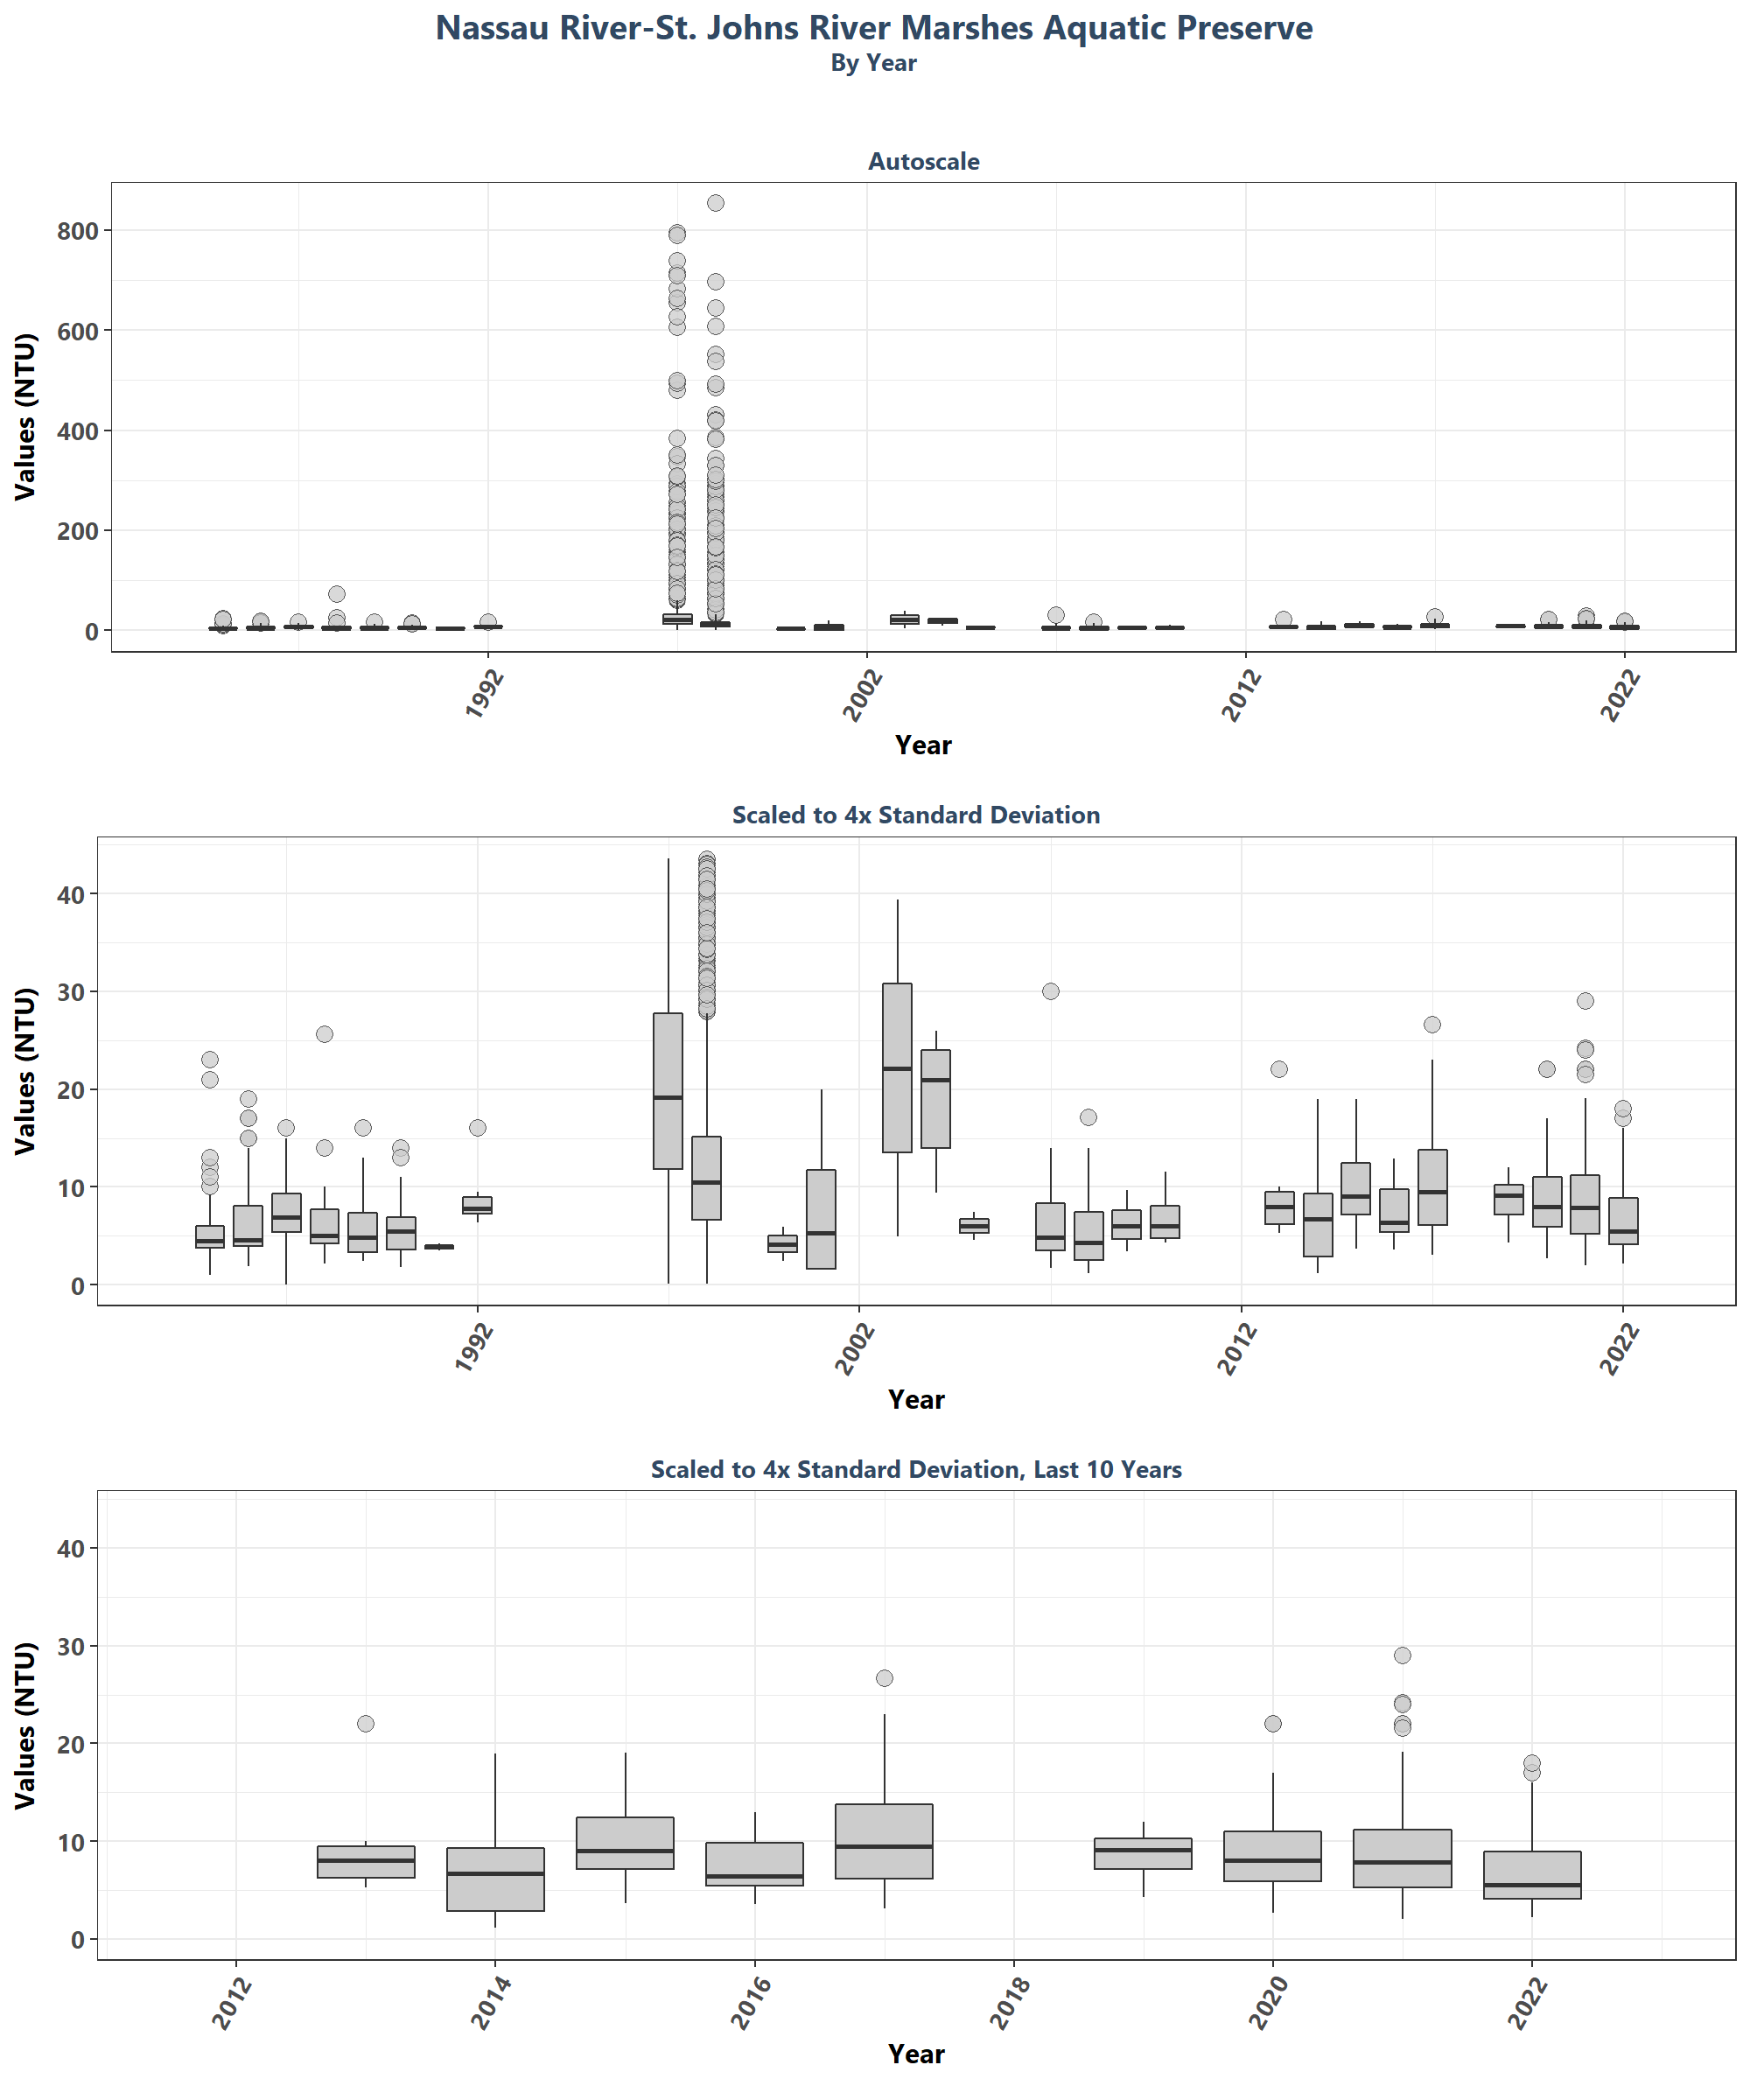 Nassau River-St. Johns River Marshes Aquatic Preserve
By Year
Autoscale
Values (NTU)
800
600
400
200
0
1992
2002
2012
2022
Year
Scaled to 4x Standard Deviation
Values (NTU)
40
30
20
10
0
1992
2002
2012
2022
Year
Scaled to 4x Standard Deviation, Last 10 Years
Values (NTU)
40
30
20
10
0
2012
2014
2016
2018
2020
2022
Year